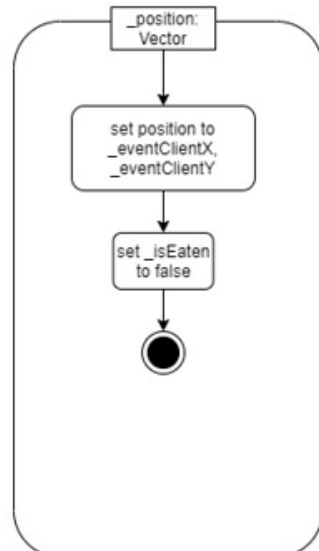 _position:
Vector
set position to
_eventClientX,
_eventClientY
set _isEaten
to false